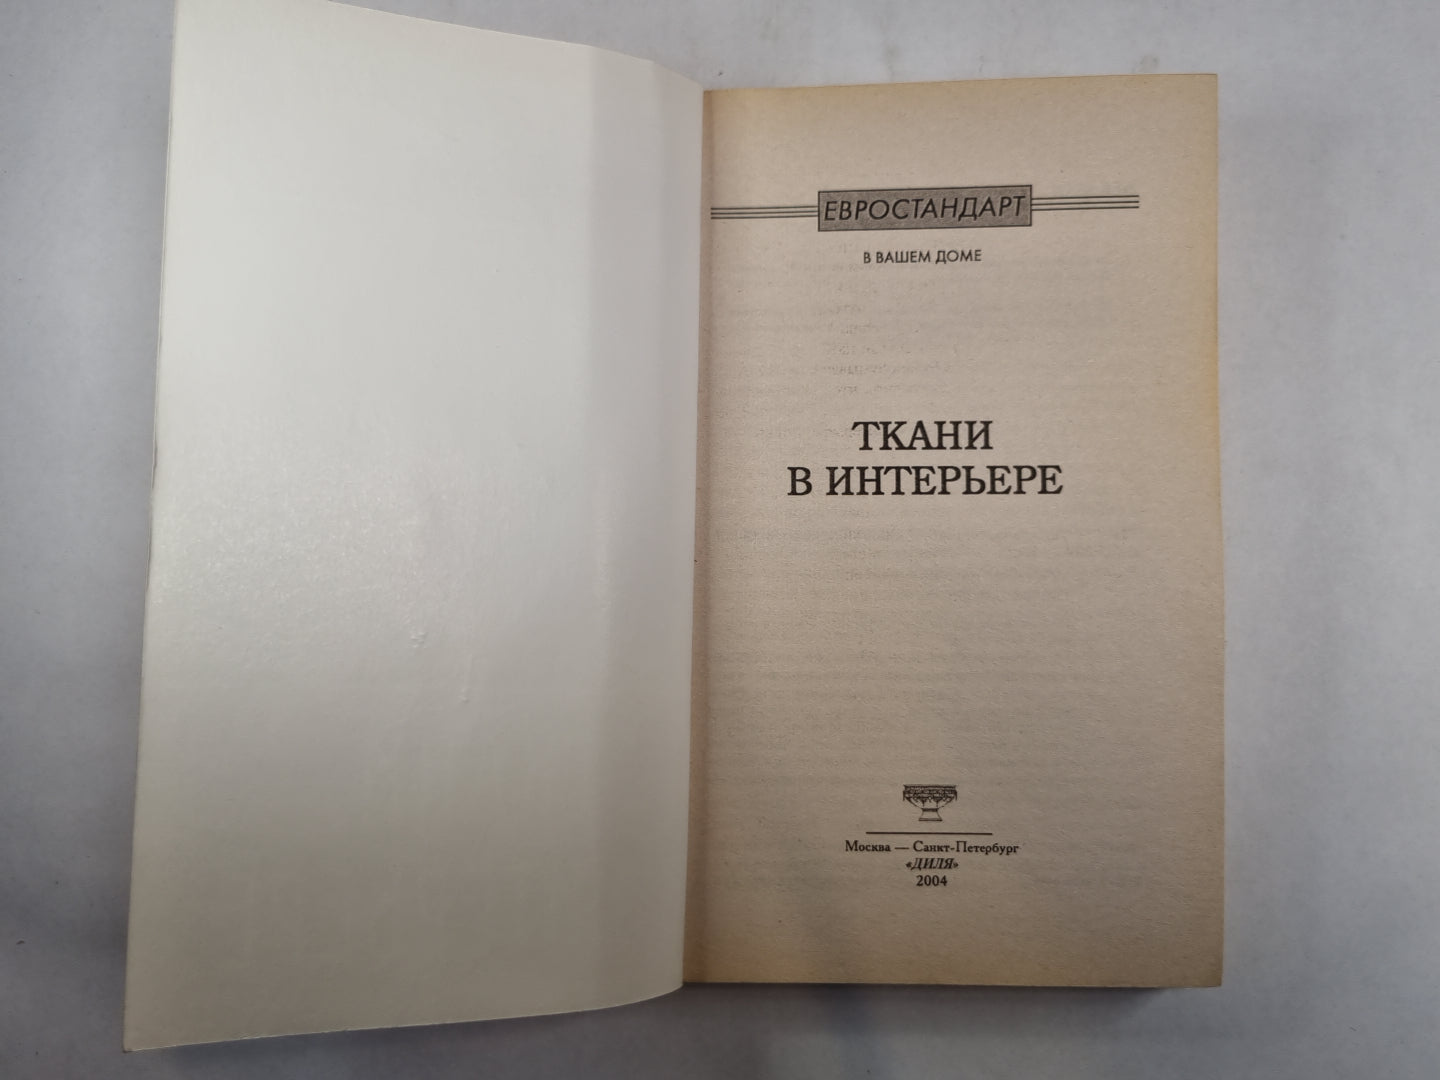 ЕВРОСТАНДАРТ
В ВАШЕМ ДОМЕ
ТКАНИ
В ИНТЕРЬЕРЕ
Москва — Санкт-Петербург
«ДИЛЯ»
2004